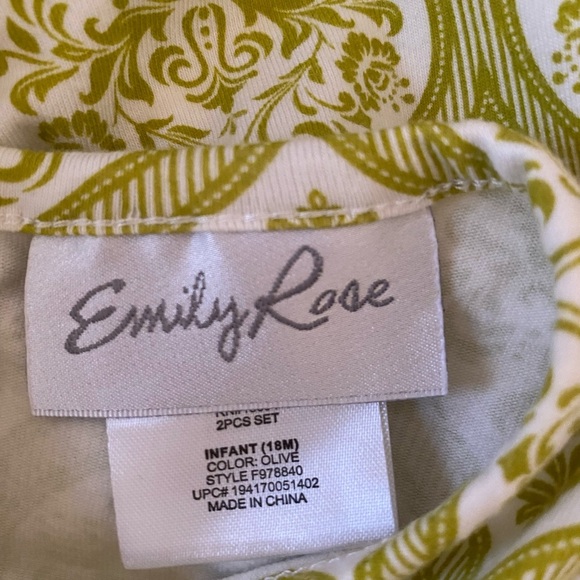 Emily Rose
2PCS SET
INFANT (18M)
COLOR: OLIVE
STYLE F978840
UPC# 194170051402
MADE IN CHINA